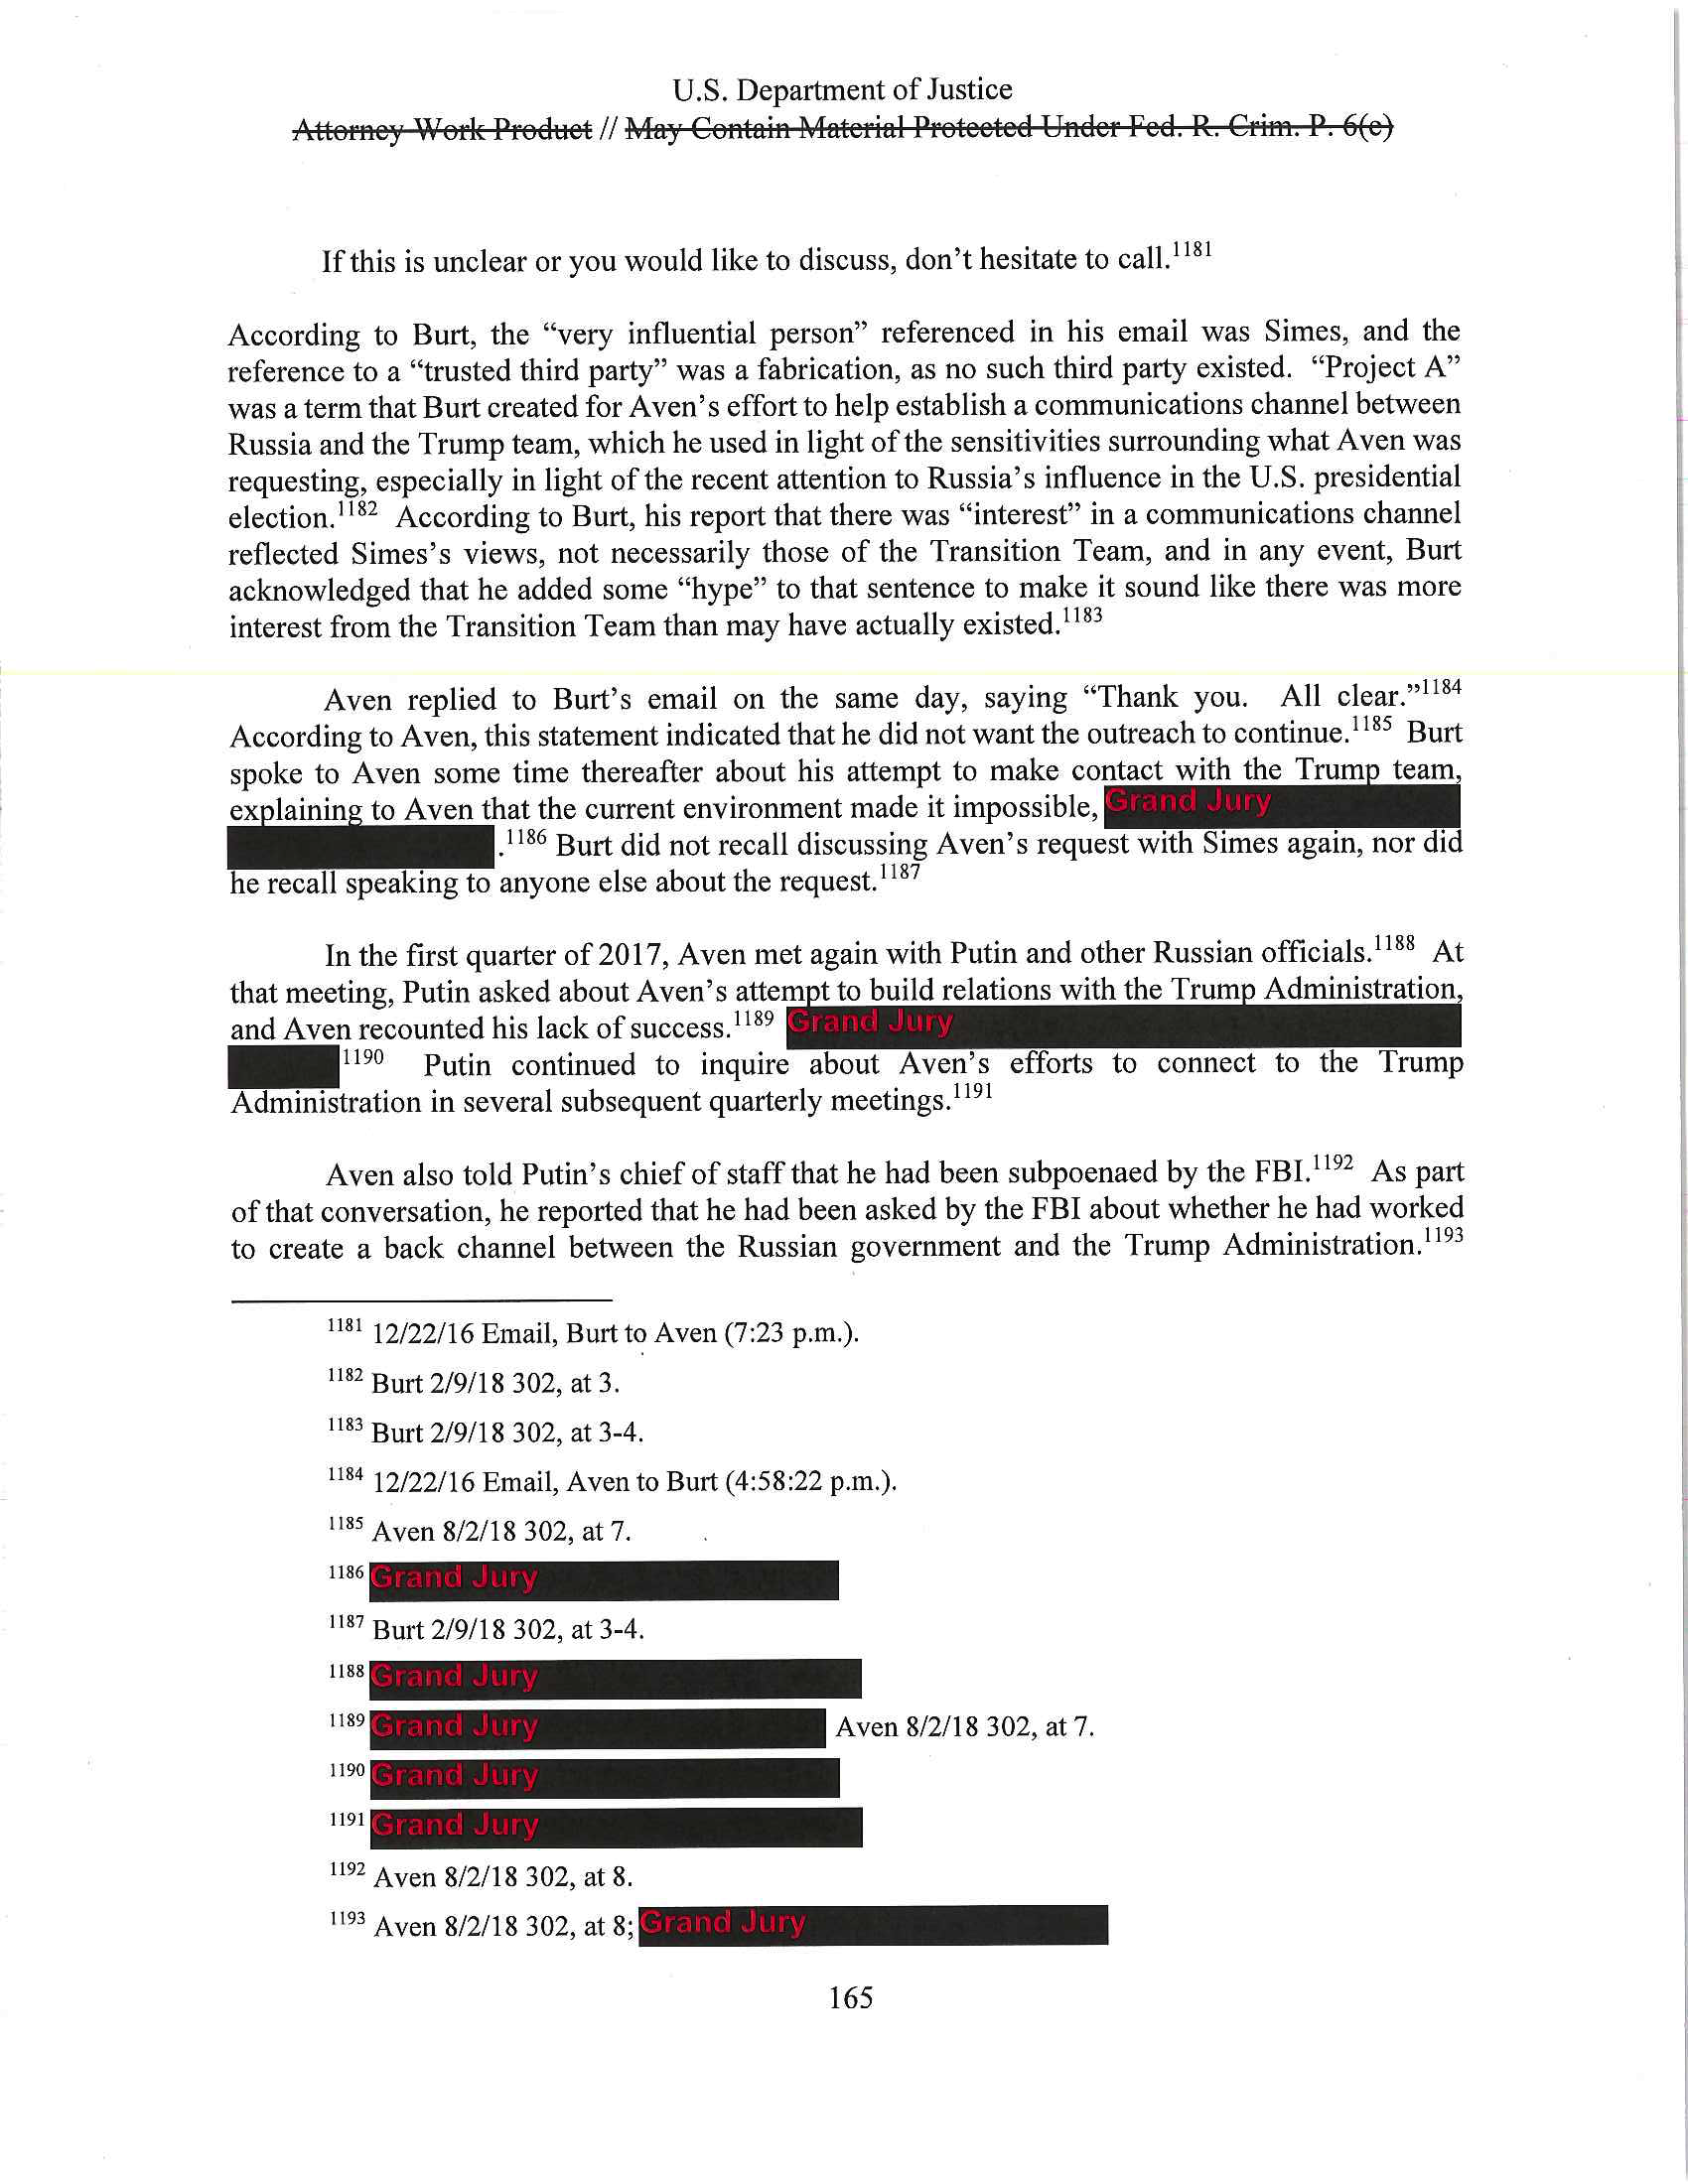 U.S. Department of Justice
Attorney Work Product // May Contain Material Protected Under Fed. R. Crim. P. 6(e)
If this is unclear or you would like to discuss, don’t hesitate to call.1181
According to Burt, the “very influential person” referenced in his email was Simes, and the
reference to a “trusted third party” was a fabrication, as no such third party existed. “Project A”
was a term that Burt created for Aven’s effort to help establish a communications channel between
Russia and the Trump team, which he used in light of the sensitivities surrounding what Aven was
requesting, especially in light of the recent attention to Russia’s influence in the U.S. presidential
election.1182 According to Burt, his report that there was “interest” in a communications channel
reflected Simes’s views, not necessarily those of the Transition Team, and in any event, Burt
acknowledged that he added some “hype” to that sentence to make it sound like there was more
interest from the Transition Team than may have actually existed.1183
Aven replied to Burt’s email on the same day, saying “Thank you. All clear.”1184
According to Aven, this statement indicated that he did not want the outreach to continue.1185 Burt
spoke to Aven some time thereafter about his attempt to make contact with the Trump team,
explaining to Aven that the current environment made it impossible, Grand Jury
.1186 Burt did not recall discussing Aven’s request with Simes again, nor did
he recall speaking to anyone else about the request.1187
In the first quarter of 2017, Aven met again with Putin and other Russian officials.1188 At
that meeting, Putin asked about Aven’s attempt to build relations with the Trump Administration,
and Aven recounted his lack of success.1189 Grand Jury
1190 Putin continued to inquire about Aven’s efforts to connect to the Trump
Administration in several subsequent quarterly meetings.1191
Aven also told Putin’s chief of staff that he had been subpoenaed by the FBI.1192 As part
of that conversation, he reported that he had been asked by the FBI about whether he had worked
to create a back channel between the Russian government and the Trump Administration.1193
1181 12/22/16 Email, Burt to Aven (7:23 p.m.).
1182 Burt 2/9/18 302, at 3.
1183 Burt 2/9/18 302, at 3-4.
1184 12/22/16 Email, Aven to Burt (4:58:22 p.m.).
1185 Aven 8/2/18 302, at 7.
1186 Grand Jury
1187 Burt 2/9/18 302, at 3-4.
1188 Grand Jury
1189 Grand Jury Aven 8/2/18 302, at 7.
1190 Grand Jury
1191 Grand Jury
1192 Aven 8/2/18 302, at 8.
1193 Aven 8/2/18 302, at 8; Grand Jury
165